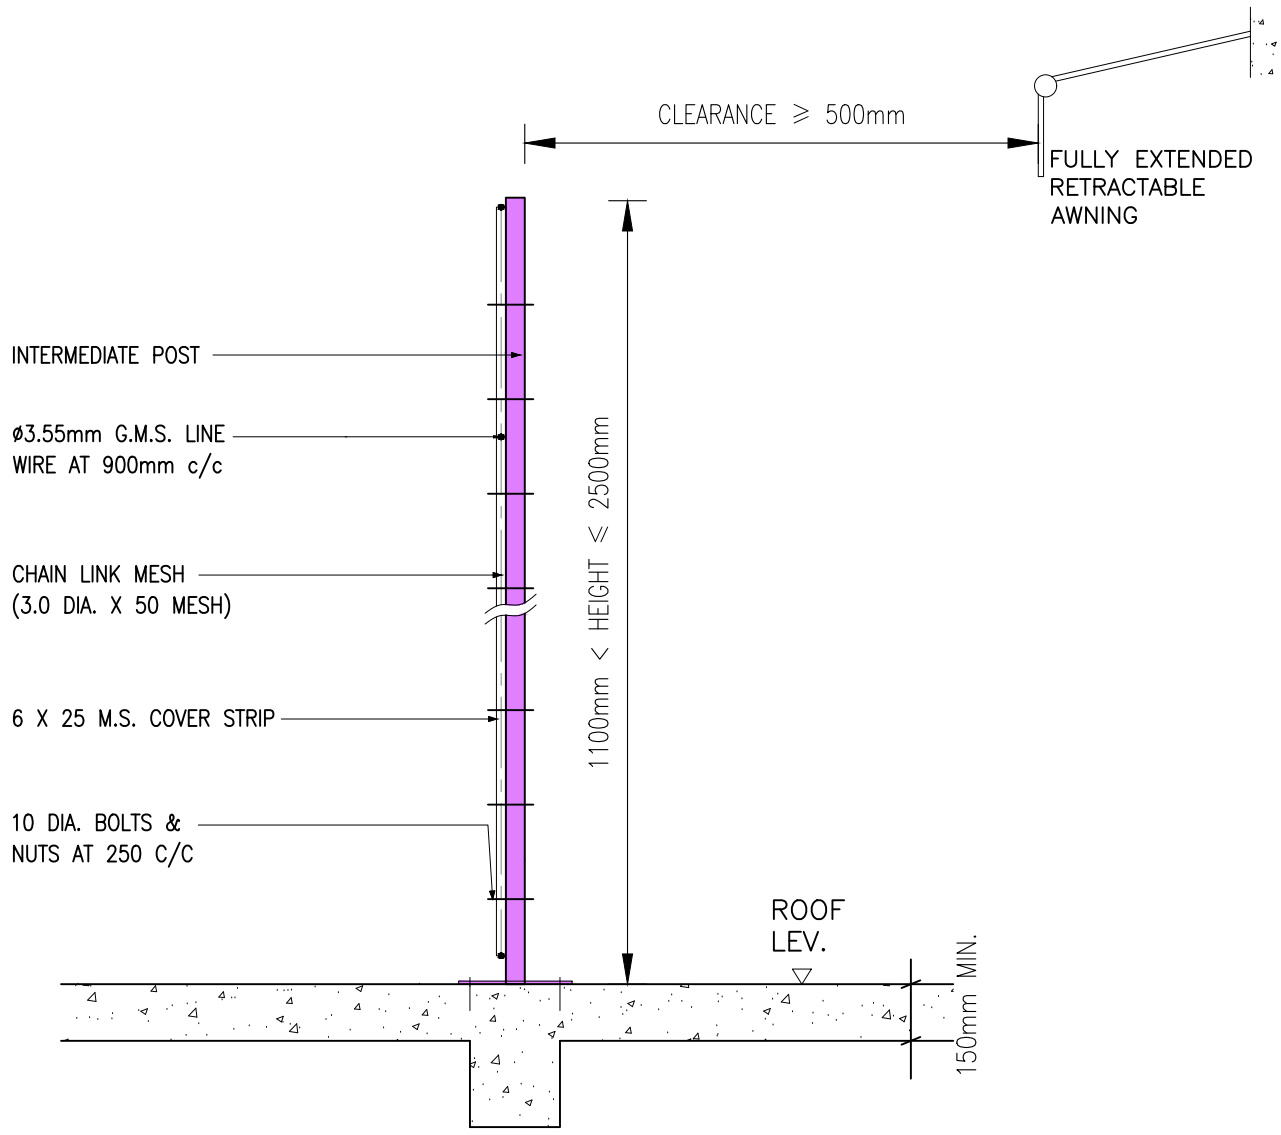 CLEARANCE ≥ 500mm
FULLY EXTENDED
RETRACTABLE
AWNING
INTERMEDIATE POST
ø3.55mm G.M.S. LINE
WIRE AT 900mm c/c
CHAIN LINK MESH
(3.0 DIA. X 50 MESH)
1100mm < HEIGHT ≤ 2500mm
6 X 25 M.S. COVER STRIP
10 DIA. BOLTS &
NUTS AT 250 C/C
ROOF
LEV.
150mm MIN.